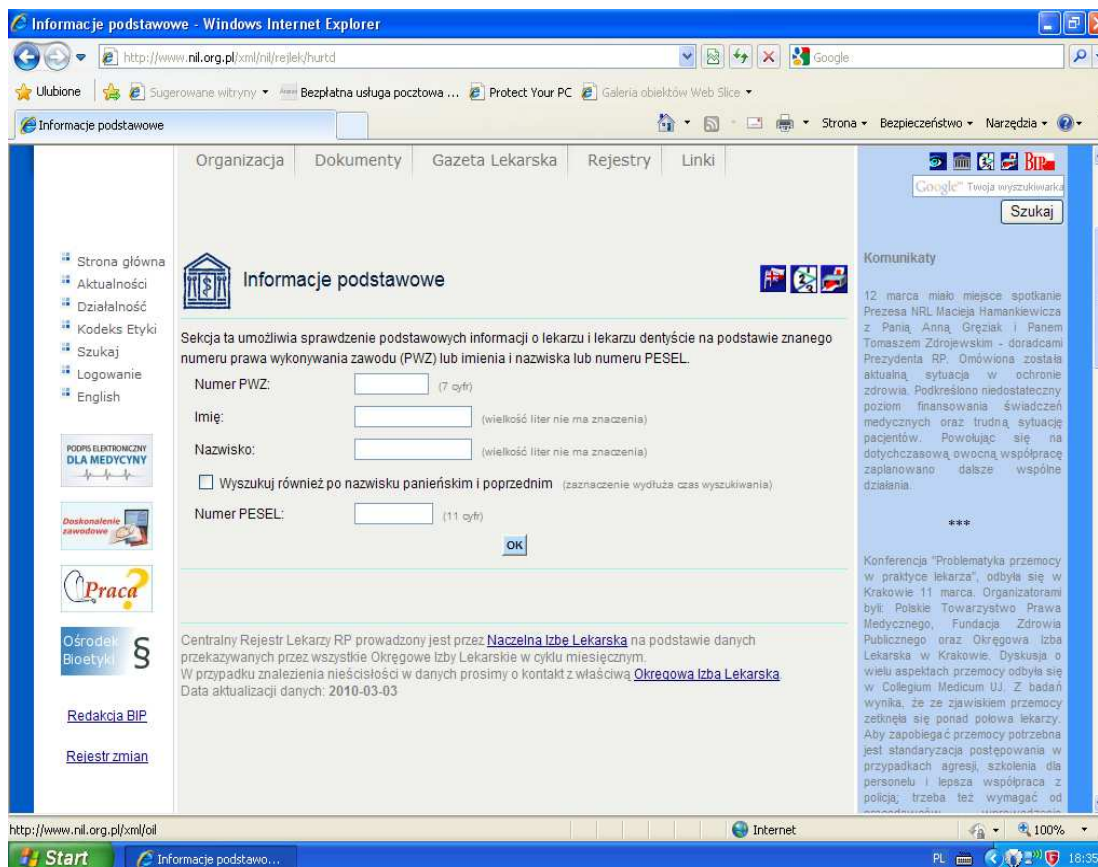 Informacje podstawowe - Windows Internet Explorer
http://www.nil.org.pl/xml/nil/rejlek/hurtd
Google
Ulubione
Sugerowane witryny
Bezpłatna usługa pocztowa ...
Protect Your PC
Galeria obiektów Web Slice
Informacje podstawowe
Strona
Bezpieczeństwo
Narzędzia
Organizacja
Dokumenty
Gazeta Lekarska
Rejestry
Linki
BIP
Google™ Twoja wyszukiwarka
Szukaj
Strona główna
Aktualności
Działalność
Kodeks Etyki
Szukaj
Logowanie
English
PODPIS ELEKTRONICZNY
DLA MEDYCYNY
Doskonalenie
zawodowe
Praca?
Ośrodek
Bioetyki §
Redakcja BIP
Rejestr zmian
Informacje podstawowe
Sekcja ta umożliwia sprawdzenie podstawowych informacji o lekarzu i lekarzu dentyście na podstawie znanego
numeru prawa wykonywania zawodu (PWZ) lub imienia i nazwiska lub numeru PESEL.
Numer PWZ: (7 cyfr)
Imię: (wielkość liter nie ma znaczenia)
Nazwisko: (wielkość liter nie ma znaczenia)
Wyszukuj również po nazwisku panieńskim i poprzednim (zaznaczenie wydłuża czas wyszukiwania)
Numer PESEL: (11 cyfr)
OK
Centralny Rejestr Lekarzy RP prowadzony jest przez Naczelna Izbę Lekarska na podstawie danych
przekazywanych przez wszystkie Okręgowe Izby Lekarskie w cyklu miesięcznym.
W przypadku znalezienia nieścisłości w danych prosimy o kontakt z właściwą Okręgowa Izba Lekarska.
Data aktualizacji danych: 2010-03-03
Komunikaty
12 marca miało miejsce spotkanie
Prezesa NRL Macieja Hamankiewicza
z Panią Anną Gręziak i Panem
Tomaszem Zdrojewskim - doradcami
Prezydenta RP. Omówiona została
aktualną sytuacja w ochronie
zdrowia. Podkreślono niedostateczny
poziom finansowania świadczeń
medycznych oraz trudną sytuację
pacjentów. Powołując się na
dotychczasową owocną współpracę
zaplanowano dalsze wspólne
działania.
***
Konferencja "Problematyka przemocy
w praktyce lekarza", odbyła się w
Krakowie 11 marca. Organizatorami
byli: Polskie Towarzystwo Prawa
Medycznego, Fundacja Zdrowia
Publicznego oraz Okręgowa Izba
Lekarska w Krakowie. Dyskusja o
wielu aspektach przemocy odbyła się
w Collegium Medicum UJ. Z badań
wynika, że ze zjawiskiem przemocy
zetknęła się ponad połowa lekarzy.
Aby zapobiegać przemocy potrzebna
jest standaryzacja postępowania w
przypadkach agresji, szkolenia dla
personelu i lepsza współpraca z
policją; trzeba też wymagać od
http://www.nil.org.pl/xml/oil
Internet
100%
Start
Informacje podstawo...
PL
18:35